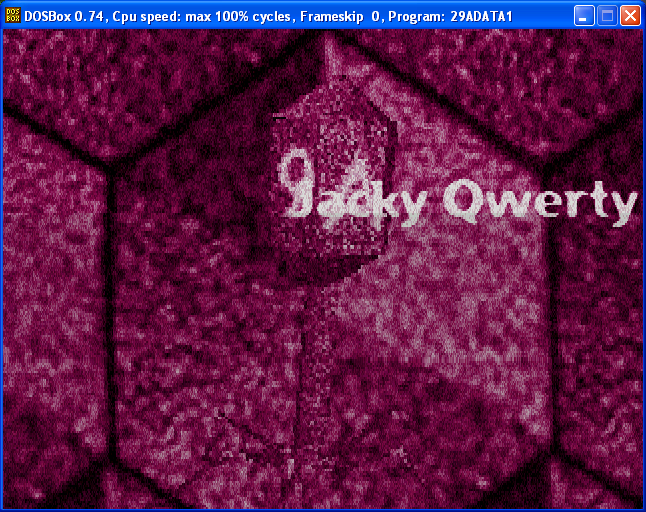 DOSBox 0.74, Cpu speed: max 100% cycles, Frameskip 0, Program: 29ADATA1
Jacky Qwerty